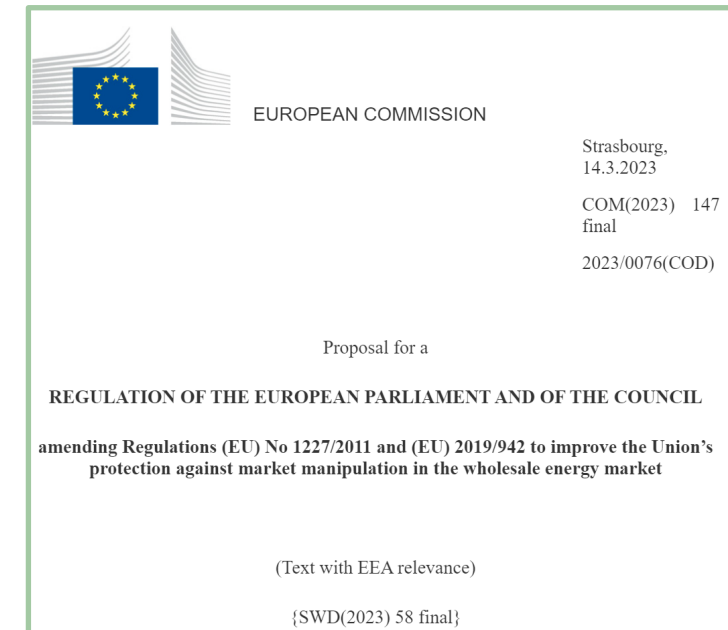 EUROPEAN COMMISSION
Strasbourg,
14.3.2023
COM(2023) 147
final
2023/0076(COD)
Proposal for a
REGULATION OF THE EUROPEAN PARLIAMENT AND OF THE COUNCIL
amending Regulations (EU) No 1227/2011 and (EU) 2019/942 to improve the Union’s
protection against market manipulation in the wholesale energy market
(Text with EEA relevance)
{SWD(2023) 58 final}